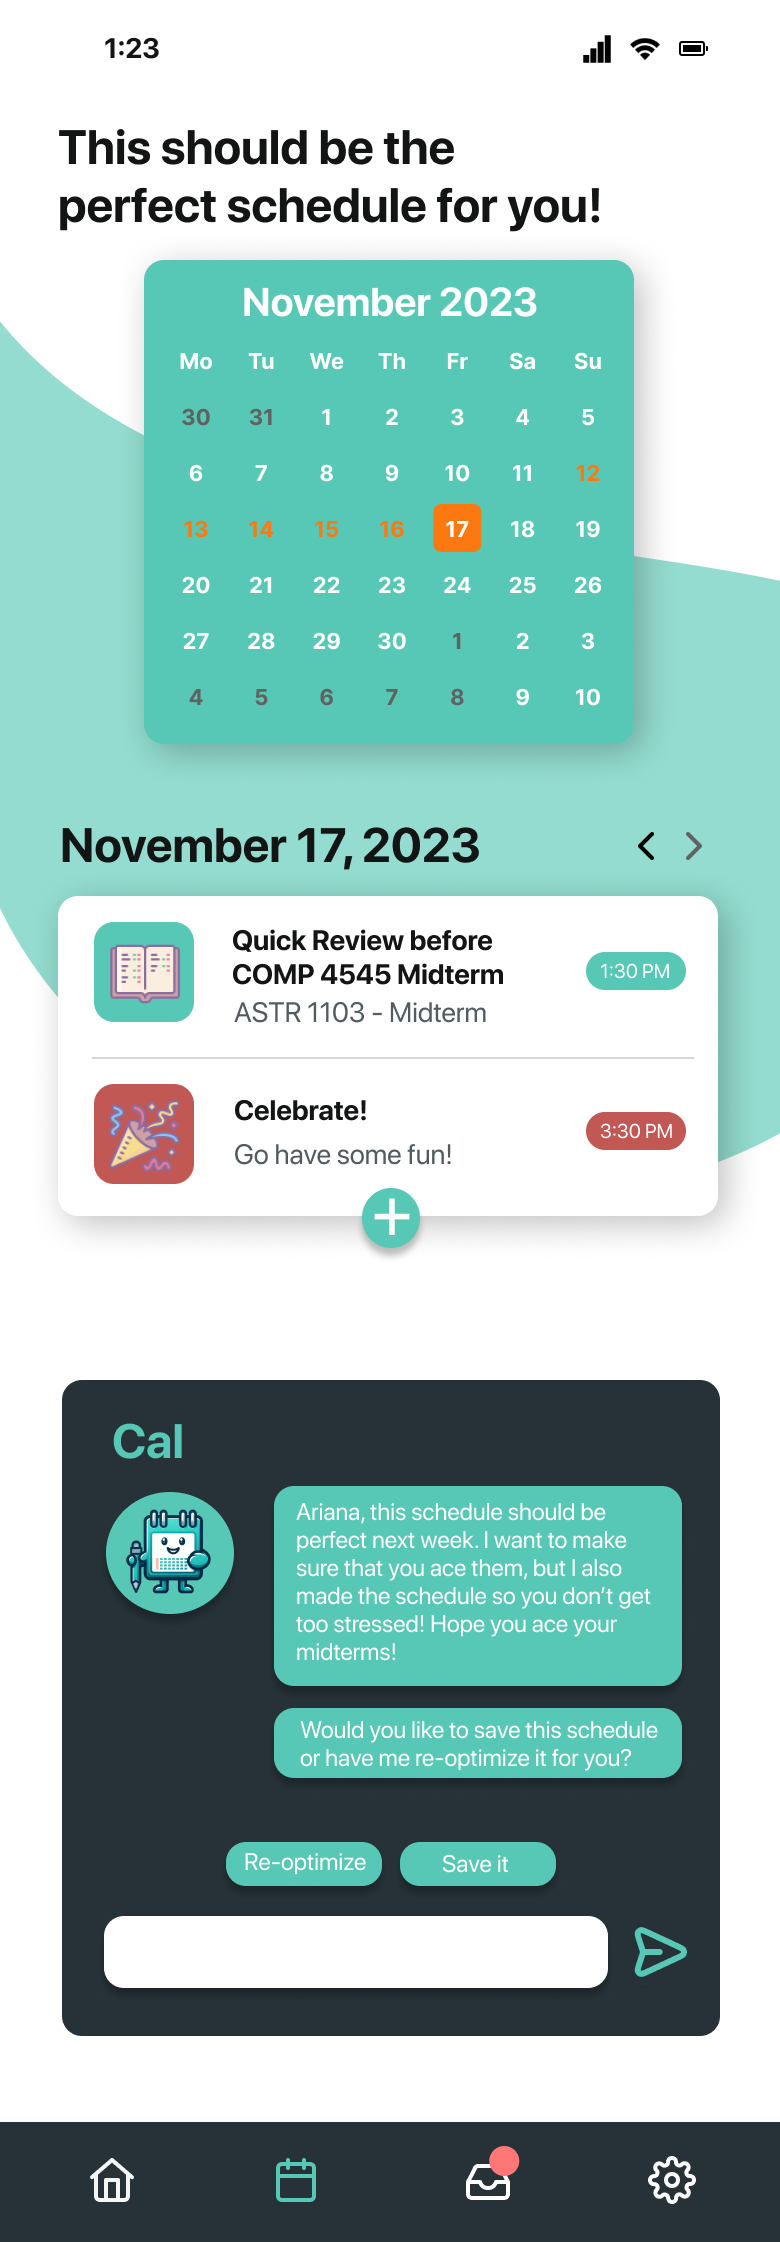 1:23
This should be the
perfect schedule for you!
November 2023
Mo Tu We Th Fr Sa Su
30 31 1 2 3 4 5
6 7 8 9 10 11 12
13 14 15 16 17 18 19
20 21 22 23 24 25 26
27 28 29 30 1 2 3
4 5 6 7 8 9 10
November 17, 2023
Quick Review before
COMP 4545 Midterm
ASTR 1103 - Midterm
1:30 PM
Celebrate!
Go have some fun!
3:30 PM
Cal
Ariana, this schedule should be
perfect next week. I want to make
sure that you ace them, but I also
made the schedule so you don’t get
too stressed! Hope you ace your
midterms!
Would you like to save this schedule
or have me re-optimize it for you?
Re-optimize
Save it